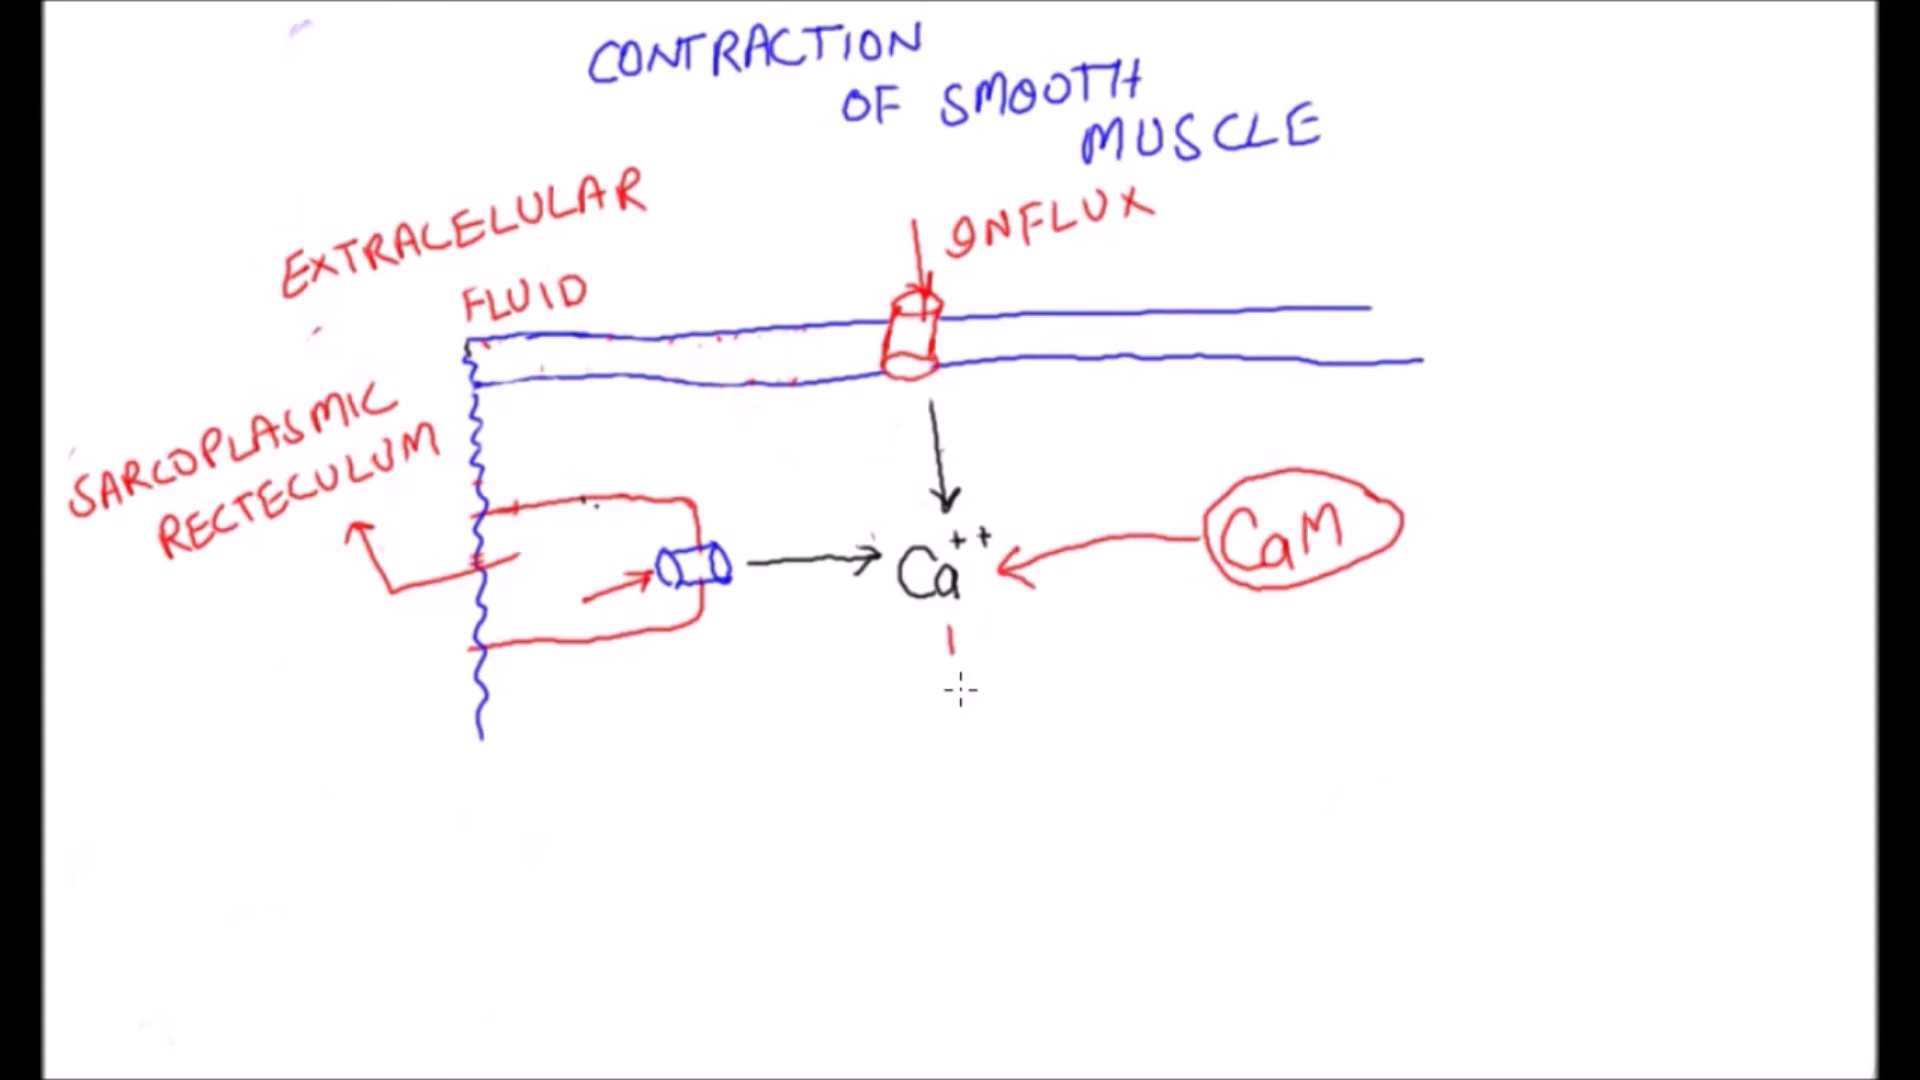 CONTRACTION
OF SMOOTH
MUSCLE
EXTRACELULAR
FLUID
INFLUX
SARCOPLASMIC
RECTECULUM
Ca++
CaM